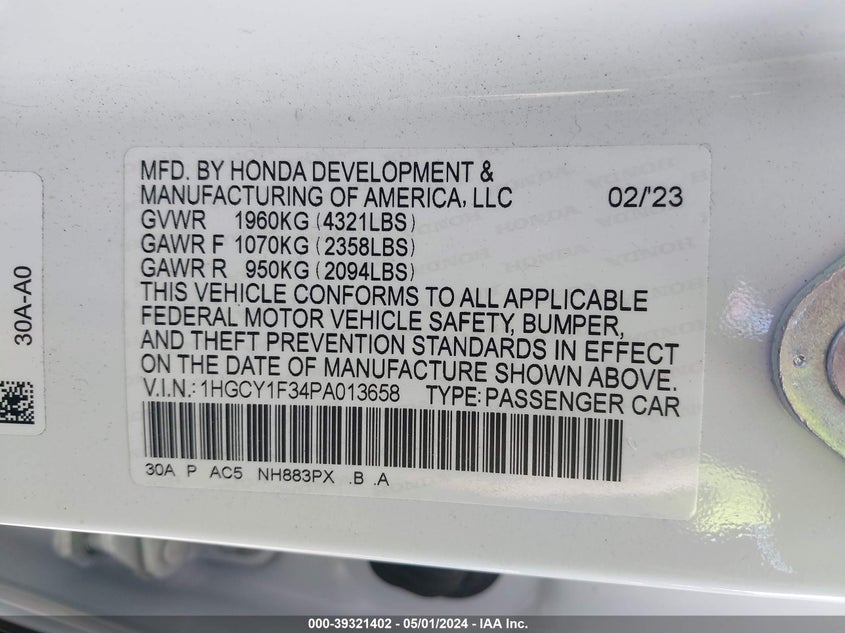 MFD. BY HONDA DEVELOPMENT &
MANUFACTURING OF AMERICA, LLC 02/'23
GVWR 1960KG (4321LBS)
GAWR F 1070KG (2358LBS)
GAWR R 950KG (2094LBS)
THIS VEHICLE CONFORMS TO ALL APPLICABLE
FEDERAL MOTOR VEHICLE SAFETY, BUMPER,
AND THEFT PREVENTION STANDARDS IN EFFECT
ON THE DATE OF MANUFACTURE SHOWN ABOVE.
V.I.N.: 1HGCY1F34PA013658 TYPE: PASSENGER CAR
30A P AC5 NH883PX .B .A
30A-A0
HONDA
000-39321402 - 05/01/2024 - IAA Inc.